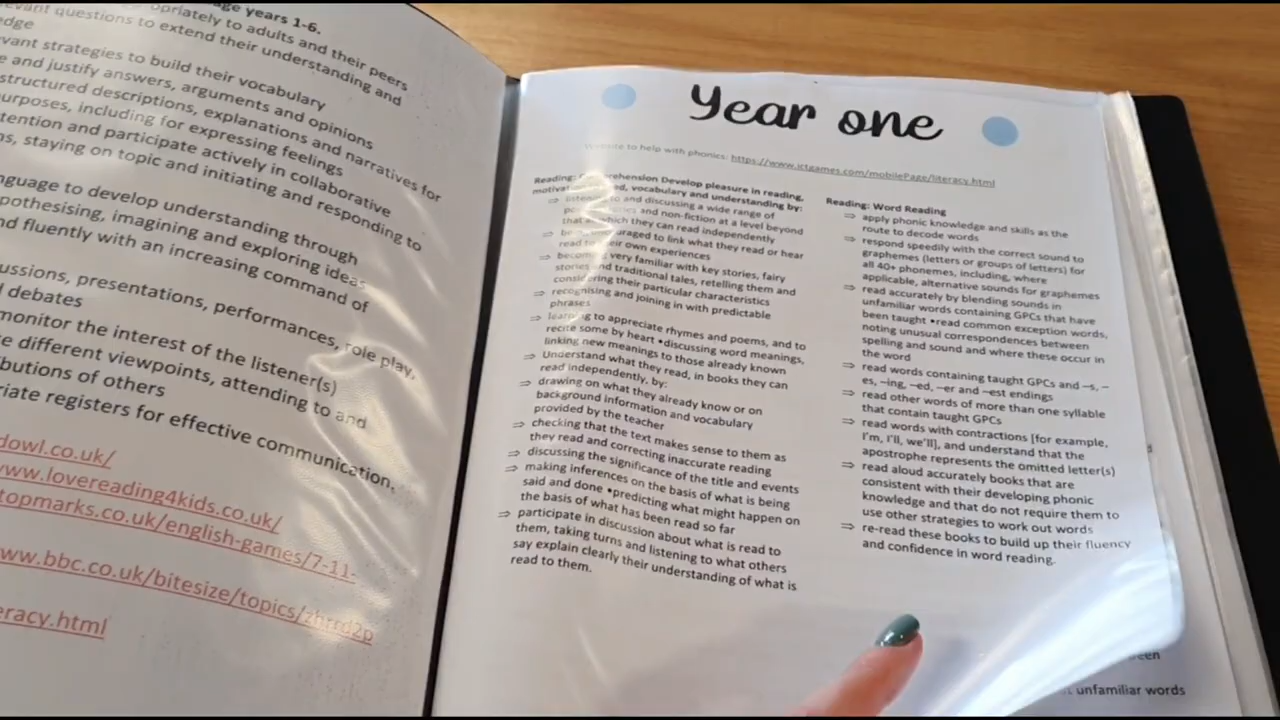 age years 1-6.
opriately to adults and their peers
evant questions to extend their understanding and
edge
vant strategies to build their vocabulary
e and justify answers, arguments and opinions
structured descriptions, explanations and narratives for
urposes, including for expressing feelings
tention and participate actively in collaborative
ns, staying on topic and initiating and responding to
nguage to develop understanding through
pothesising, imagining and exploring ideas
nd fluently with an increasing command of
ussions, presentations, performances, role play,
d debates
monitor the interest of the listener(s)
e different viewpoints, attending to and
butions of others
riate registers for effective communication.
dowl.co.uk/
ww.lovereading4kids.co.uk/
topmarks.co.uk/english-games/7-11-
ww.bbc.co.uk/bitesize/topics/zhrrd2p
eracy.html
Year one
Website to help with phonics: https://www.ictgames.com/mobilePage/literacy.html
Reading: Comprehension Develop pleasure in reading,
vocabulary and understanding by:
⇒ listening to and discussing a wide range of
and non-fiction at a level beyond
that at which they can read independently
⇒ being encouraged to link what they read or hear
read to their own experiences
⇒ becoming very familiar with key stories, fairy
stories and traditional tales, retelling them and
considering their particular characteristics
⇒ recognising and joining in with predictable
phrases
⇒ learning to appreciate rhymes and poems, and to
recite some by heart •discussing word meanings,
linking new meanings to those already known
⇒ Understand what they read, in books they can
read independently, by:
⇒ drawing on what they already know or on
background information and vocabulary
provided by the teacher
⇒ checking that the text makes sense to them as
they read and correcting inaccurate reading
⇒ discussing the significance of the title and events
⇒ making inferences on the basis of what is being
said and done •predicting what might happen on
the basis of what has been read so far
⇒ participate in discussion about what is read to
them, taking turns and listening to what others
say explain clearly their understanding of what is
read to them.
Reading: Word Reading
⇒ apply phonic knowledge and skills as the
route to decode words
⇒ respond speedily with the correct sound to
graphemes (letters or groups of letters) for
all 40+ phonemes, including, where
applicable, alternative sounds for graphemes
⇒ read accurately by blending sounds in
unfamiliar words containing GPCs that have
been taught •read common exception words,
noting unusual correspondences between
spelling and sound and where these occur in
the word
⇒ read words containing taught GPCs and –s, –
es, –ing, –ed, –er and –est endings
⇒ read other words of more than one syllable
that contain taught GPCs
⇒ read words with contractions [for example,
I'm, I'll, we'll], and understand that the
apostrophe represents the omitted letter(s)
⇒ read aloud accurately books that are
consistent with their developing phonic
knowledge and that do not require them to
use other strategies to work out words
⇒ re-read these books to build up their fluency
and confidence in word reading.
een
unfamiliar words